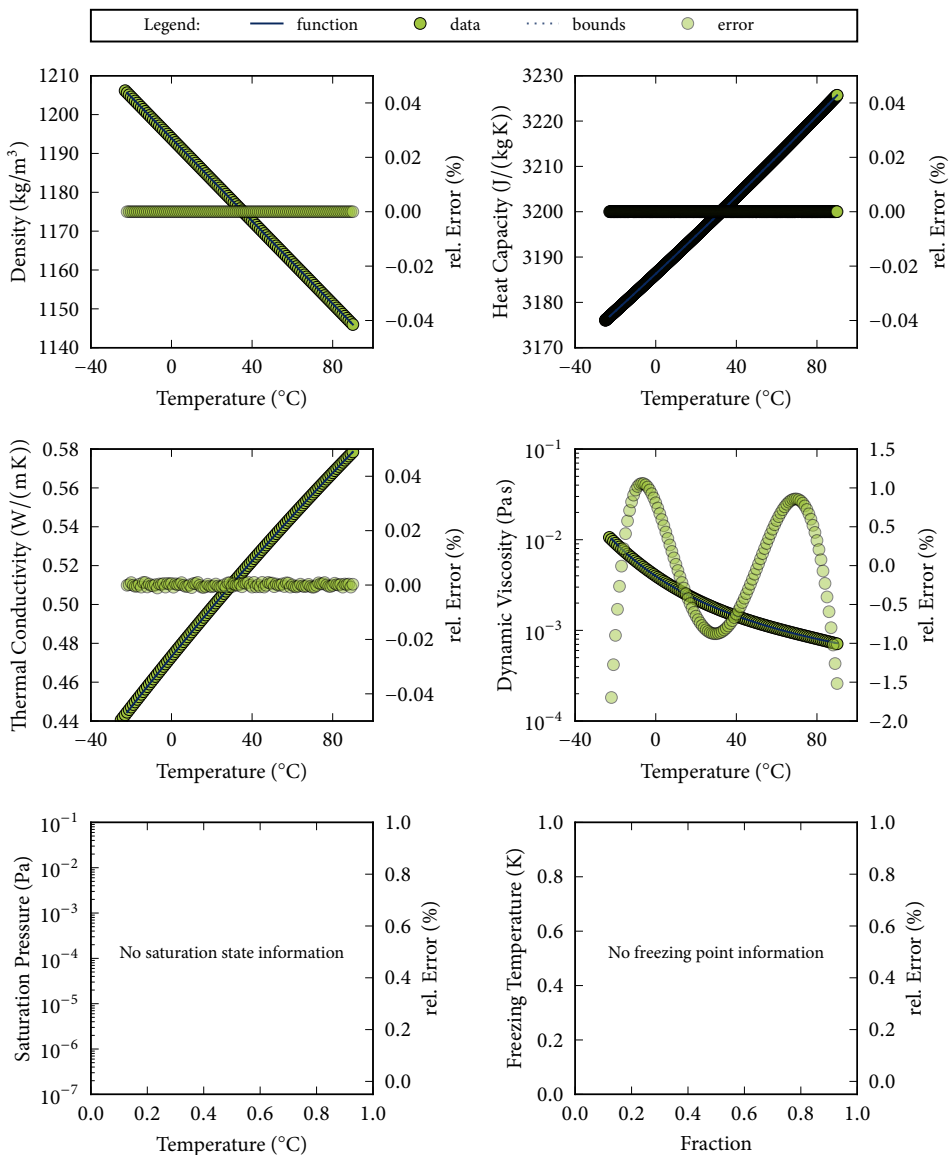 Legend: function data bounds error
1210
1200
1190
1180
1170
1160
1150
1140
Density (kg/m³)
−40 0 40 80
Temperature (°C)
0.04
0.02
0.00
−0.02
−0.04
rel. Error (%)
3230
3220
3210
3200
3190
3180
3170
Heat Capacity (J/(kg K))
−40 0 40 80
Temperature (°C)
0.04
0.02
0.00
−0.02
−0.04
rel. Error (%)
0.58
0.56
0.54
0.52
0.50
0.48
0.46
0.44
Thermal Conductivity (W/(m K))
−40 0 40 80
Temperature (°C)
0.04
0.02
0.00
−0.02
−0.04
rel. Error (%)
10⁻¹
10⁻²
10⁻³
10⁻⁴
Dynamic Viscosity (Pa s)
−40 0 40 80
Temperature (°C)
1.5
1.0
0.5
0.0
−0.5
−1.0
−1.5
−2.0
rel. Error (%)
10⁻¹
10⁻²
10⁻³
10⁻⁴
10⁻⁵
10⁻⁶
10⁻⁷
Saturation Pressure (Pa)
No saturation state information
0.0 0.2 0.4 0.6 0.8 1.0
Temperature (°C)
1.0
0.8
0.6
0.4
0.2
0.0
rel. Error (%)
1.0
0.8
0.6
0.4
0.2
0.0
Freezing Temperature (K)
No freezing point information
0.0 0.2 0.4 0.6 0.8 1.0
Fraction
1.0
0.8
0.6
0.4
0.2
0.0
rel. Error (%)